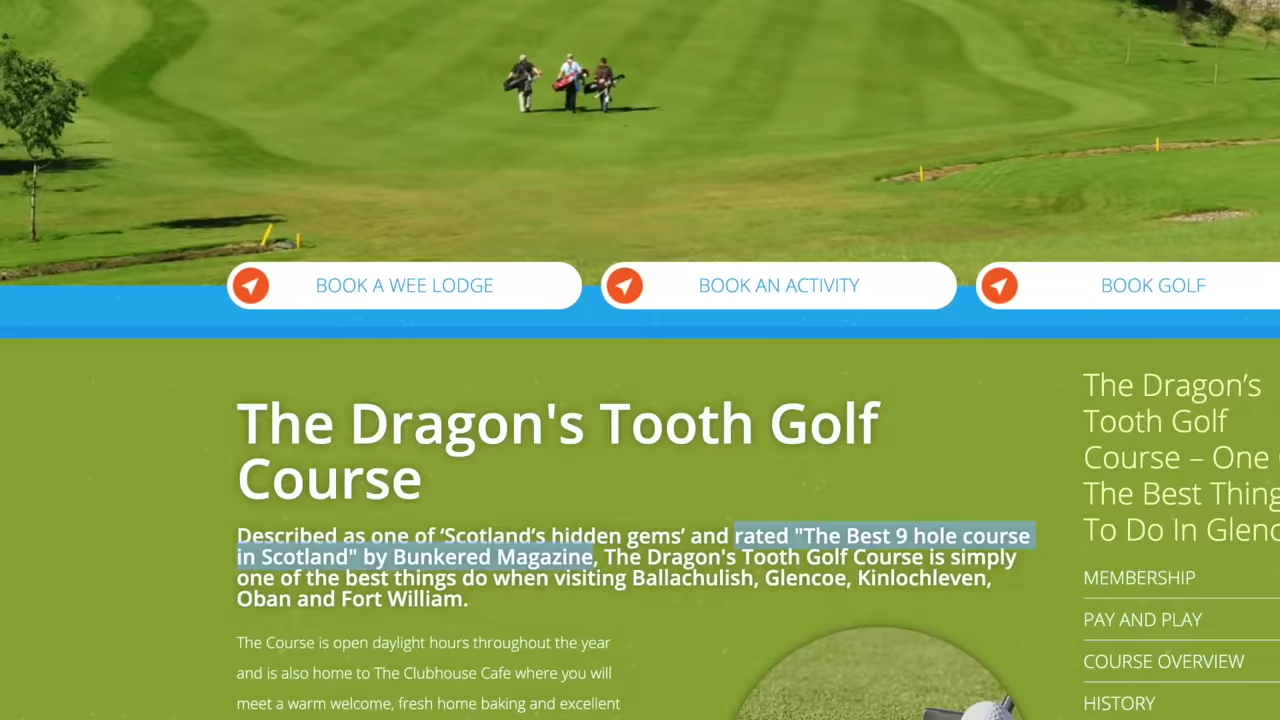 BOOK A WEE LODGE
BOOK AN ACTIVITY
BOOK GOLF
The Dragon's Tooth Golf
Course
Described as one of ‘Scotland’s hidden gems’ and rated "The Best 9 hole course
in Scotland" by Bunkered Magazine, The Dragon's Tooth Golf Course is simply
one of the best things do when visiting Ballachulish, Glencoe, Kinlochleven,
Oban and Fort William.
The Course is open daylight hours throughout the year
and is also home to The Clubhouse Cafe where you will
meet a warm welcome, fresh home baking and excellent
The Dragon’s
Tooth Golf
Course – One
The Best Thing
To Do In Glenc
MEMBERSHIP
PAY AND PLAY
COURSE OVERVIEW
HISTORY